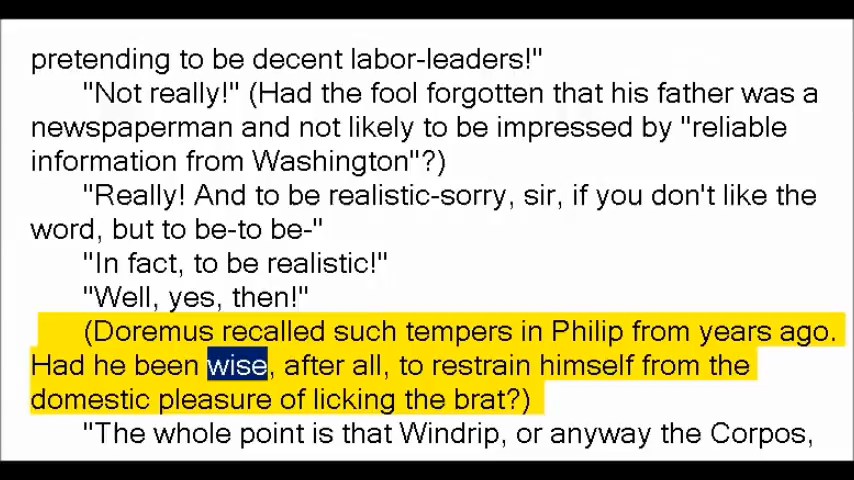 pretending to be decent labor-leaders!"
"Not really!" (Had the fool forgotten that his father was a
newspaperman and not likely to be impressed by "reliable
information from Washington"?)
"Really! And to be realistic-sorry, sir, if you don't like the
word, but to be-to be-"
"In fact, to be realistic!"
"Well, yes, then!"
(Doremus recalled such tempers in Philip from years ago.
Had he been wise, after all, to restrain himself from the
domestic pleasure of licking the brat?)
"The whole point is that Windrip, or anyway the Corpos,